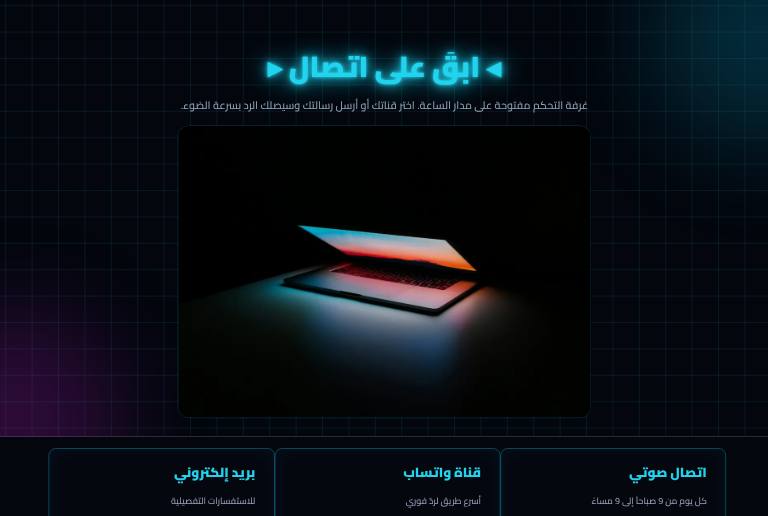 ◄ ابقَ على اتصال ►
غرفة التحكم مفتوحة على مدار الساعة. اختر قناتك أو أرسل رسالتك وسيصلك الرد بسرعة الضوء.
اتصال صوتي
كل يوم من 9 صباحاً إلى 9 مساءً
قناة واتساب
أسرع طريق لردّ فوري
بريد إلكتروني
للاستفسارات التفصيلية